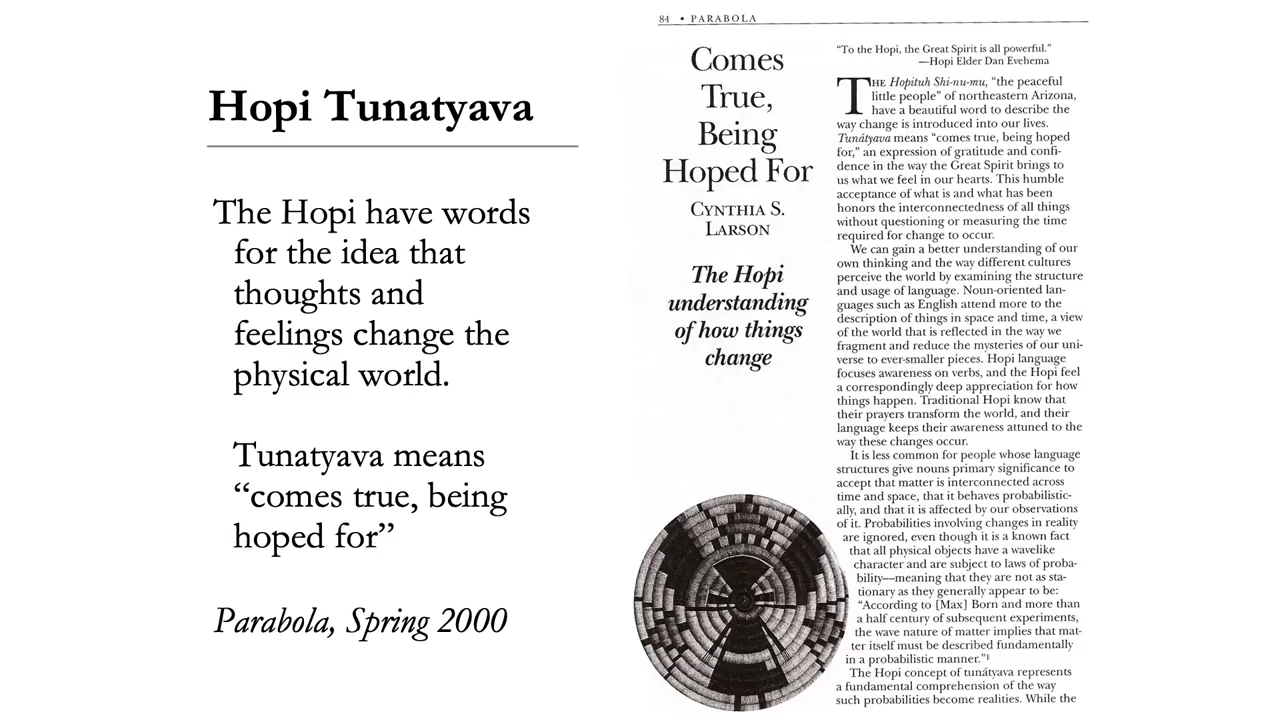 Hopi Tunatyava
The Hopi have words
for the idea that
thoughts and
feelings change the
physical world.
Tunatyava means
“comes true, being
hoped for”
Parabola, Spring 2000
84 • PARABOLA
Comes
True,
Being
Hoped For
CYNTHIA S.
LARSON
The Hopi
understanding
of how things
change
“To the Hopi, the Great Spirit is all powerful.”
—Hopi Elder Dan Evehema
THE Hopituh Shi-nu-mu, “the peaceful
little people” of northeastern Arizona,
have a beautiful word to describe the
way change is introduced into our lives.
Tunátyava means “comes true, being hoped
for,” an expression of gratitude and confi-
dence in the way the Great Spirit brings to
us what we feel in our hearts. This humble
acceptance of what is and what has been
honors the interconnectedness of all things
without questioning or measuring the time
required for change to occur.
We can gain a better understanding of our
own thinking and the way different cultures
perceive the world by examining the structure
and usage of language. Noun-oriented lan-
guages such as English attend more to the
description of things in space and time, a view
of the world that is reflected in the way we
fragment and reduce the mysteries of our uni-
verse to ever-smaller pieces. Hopi language
focuses awareness on verbs, and the Hopi feel
a correspondingly deep appreciation for how
things happen. Traditional Hopi know that
their prayers transform the world, and their
language keeps their awareness attuned to the
way these changes occur.
It is less common for people whose language
structures give nouns primary significance to
accept that matter is interconnected across
time and space, that it behaves probabilistic-
ally, and that it is affected by our observations
of it. Probabilities involving changes in reality
are ignored, even though it is a known fact
that all physical objects have a wavelike
character and are subject to laws of proba-
bility—meaning that they are not as sta-
tionary as they generally appear to be:
“According to [Max] Born and more than
a half century of subsequent experiments,
the wave nature of matter implies that mat-
ter itself must be described fundamentally
in a probabilistic manner.”1
The Hopi concept of tunátyava represents
a fundamental comprehension of the way
such probabilities become realities. While the